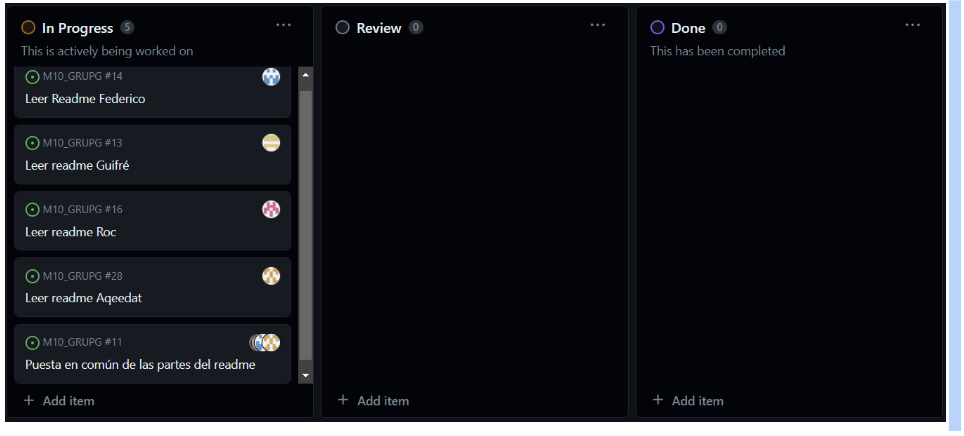 In Progress 5
This is actively being worked on
M10_GRUPG #14
Leer Readme Federico
M10_GRUPG #13
Leer readme Guifré
M10_GRUPG #16
Leer readme Roc
M10_GRUPG #28
Leer readme Aqeedat
M10_GRUPG #11
Puesta en común de las partes del readme
+ Add item
Review 0
+ Add item
Done 0
This has been completed
+ Add item